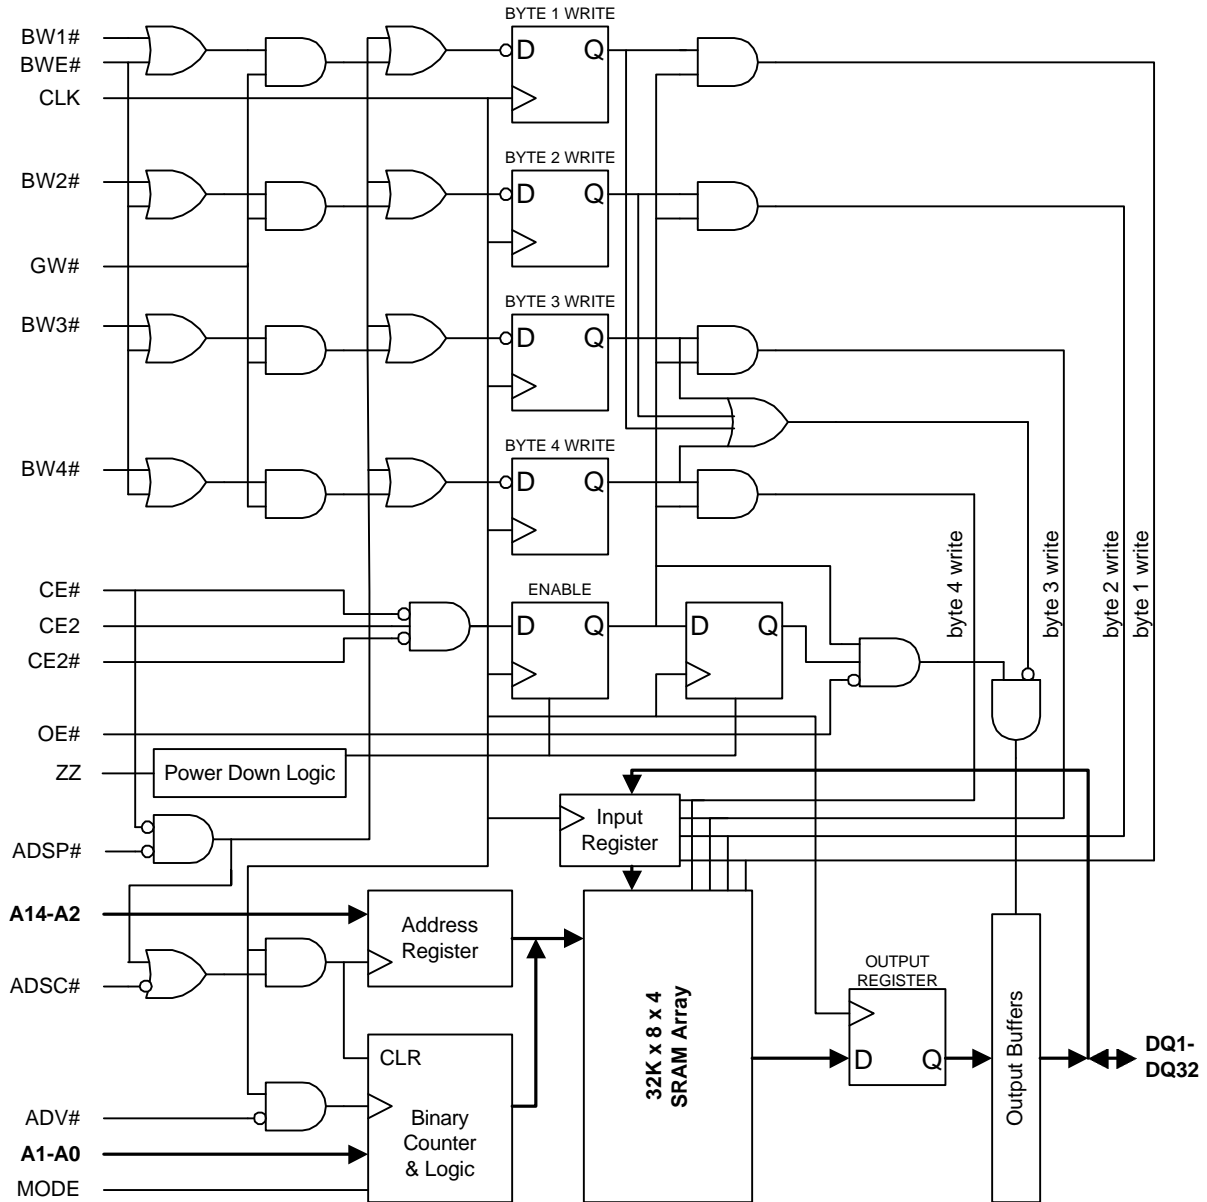 BYTE 1 WRITE
BW1#
D Q
BWE#
CLK
BYTE 2 WRITE
BW2#
D Q
GW#
BYTE 3 WRITE
BW3#
D Q
BYTE 4 WRITE
BW4#
D Q
byte 4 write
byte 3 write
byte 2 write
byte 1 write
CE#
ENABLE
CE2
D Q
D Q
CE2#
OE#
ZZ
Power Down Logic
Input
Register
ADSP#
A14-A2
Address
Register
ADSC#
OUTPUT
REGISTER
32K x 8 x 4
SRAM Array
Output Buffers
CLR
D Q
DQ1-
DQ32
ADV#
Binary
Counter
& Logic
A1-A0
MODE